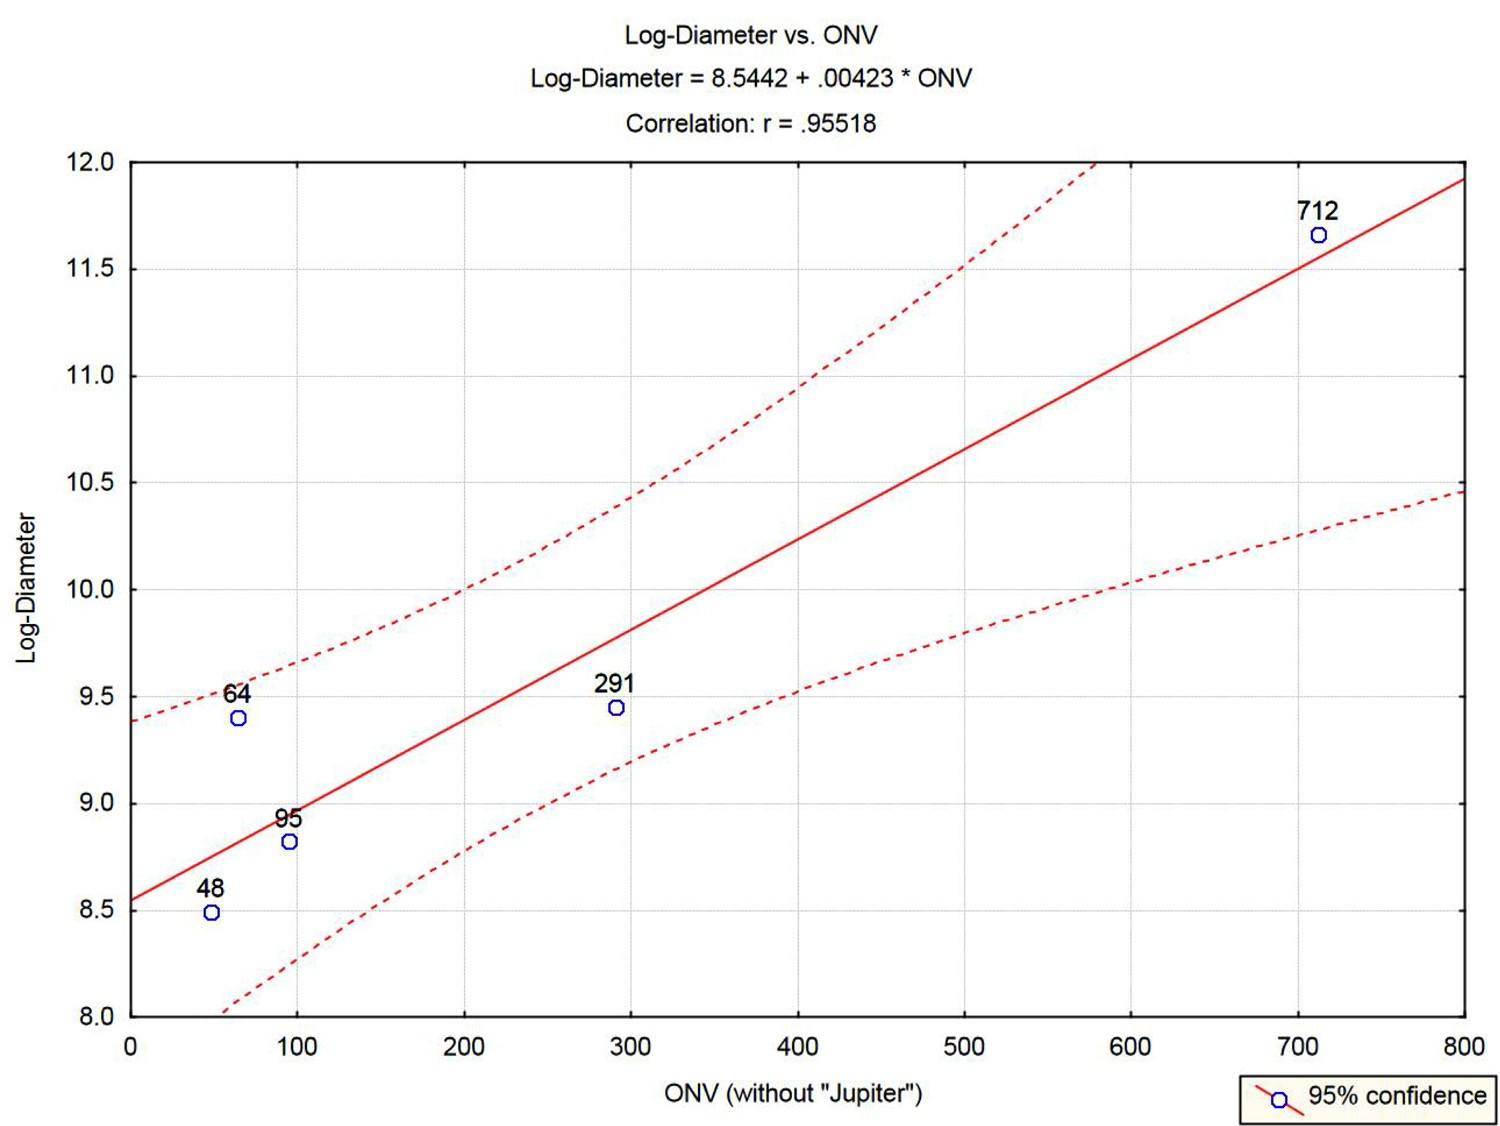 Log-Diameter vs. ONV
Log-Diameter = 8.5442 + .00423 * ONV
Correlation: r = .95518
12.0
712
11.5
11.0
10.5
10.0
Log-Diameter
9.5
64
291
9.0
95
48
8.5
8.0
0 100 200 300 400 500 600 700 800
ONV (without "Jupiter")
95% confidence